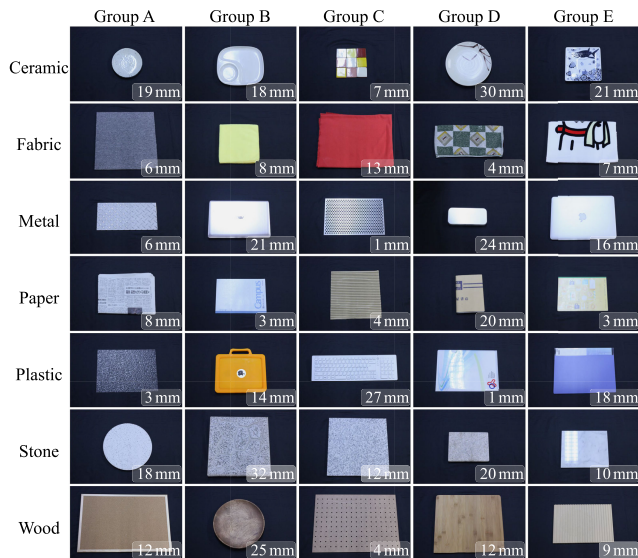 Group A Group B Group C Group D Group E
Ceramic 19 mm 18 mm 7 mm 30 mm 21 mm
Fabric 6 mm 8 mm 13 mm 4 mm 7 mm
Metal 6 mm 21 mm 1 mm 24 mm 16 mm
Paper 8 mm Campus 3 mm 4 mm 20 mm 3 mm
Plastic 3 mm 14 mm 27 mm 1 mm 18 mm
Stone 18 mm 32 mm 12 mm 20 mm 10 mm
Wood 12 mm 25 mm 4 mm 12 mm 9 mm